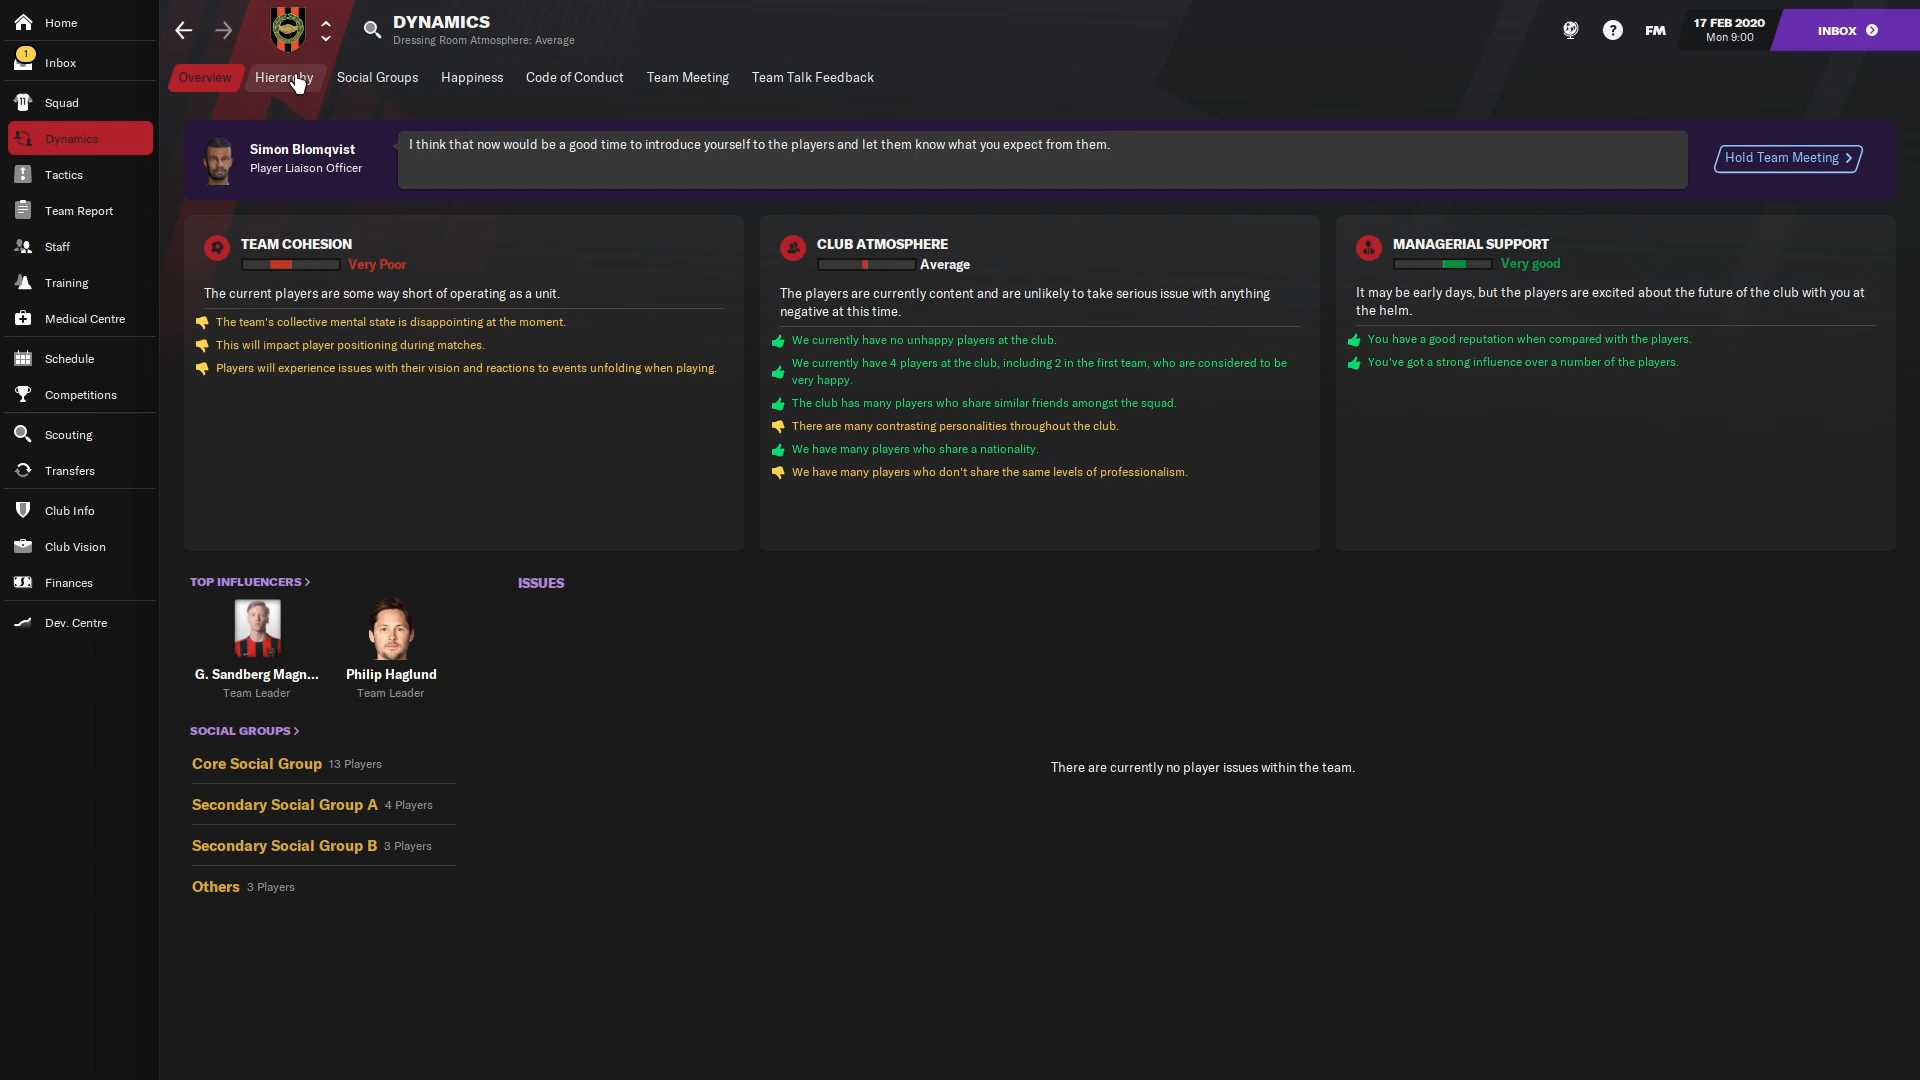 Home
1
Inbox
Squad
Dynamics
Tactics
Team Report
Staff
Training
Medical Centre
Schedule
Competitions
Scouting
Transfers
Club Info
Club Vision
Finances
Dev. Centre
DYNAMICS
Dressing Room Atmosphere: Average
FM
17 FEB 2020
Mon 9:00
INBOX
Overview
Hierarchy
Social Groups
Happiness
Code of Conduct
Team Meeting
Team Talk Feedback
Simon Blomqvist
Player Liaison Officer
I think that now would be a good time to introduce yourself to the players and let them know what you expect from them.
Hold Team Meeting
TEAM COHESION
Very Poor
The current players are some way short of operating as a unit.
The team's collective mental state is disappointing at the moment.
This will impact player positioning during matches.
Players will experience issues with their vision and reactions to events unfolding when playing.
CLUB ATMOSPHERE
Average
The players are currently content and are unlikely to take serious issue with anything
negative at this time.
We currently have no unhappy players at the club.
We currently have 4 players at the club, including 2 in the first team, who are considered to be
very happy.
The club has many players who share similar friends amongst the squad.
There are many contrasting personalities throughout the club.
We have many players who share a nationality.
We have many players who don't share the same levels of professionalism.
MANAGERIAL SUPPORT
Very good
It may be early days, but the players are excited about the future of the club with you at
the helm.
You have a good reputation when compared with the players.
You've got a strong influence over a number of the players.
TOP INFLUENCERS >
G. Sandberg Magn...
Team Leader
Philip Haglund
Team Leader
SOCIAL GROUPS >
Core Social Group 13 Players
Secondary Social Group A 4 Players
Secondary Social Group B 3 Players
Others 3 Players
ISSUES
There are currently no player issues within the team.